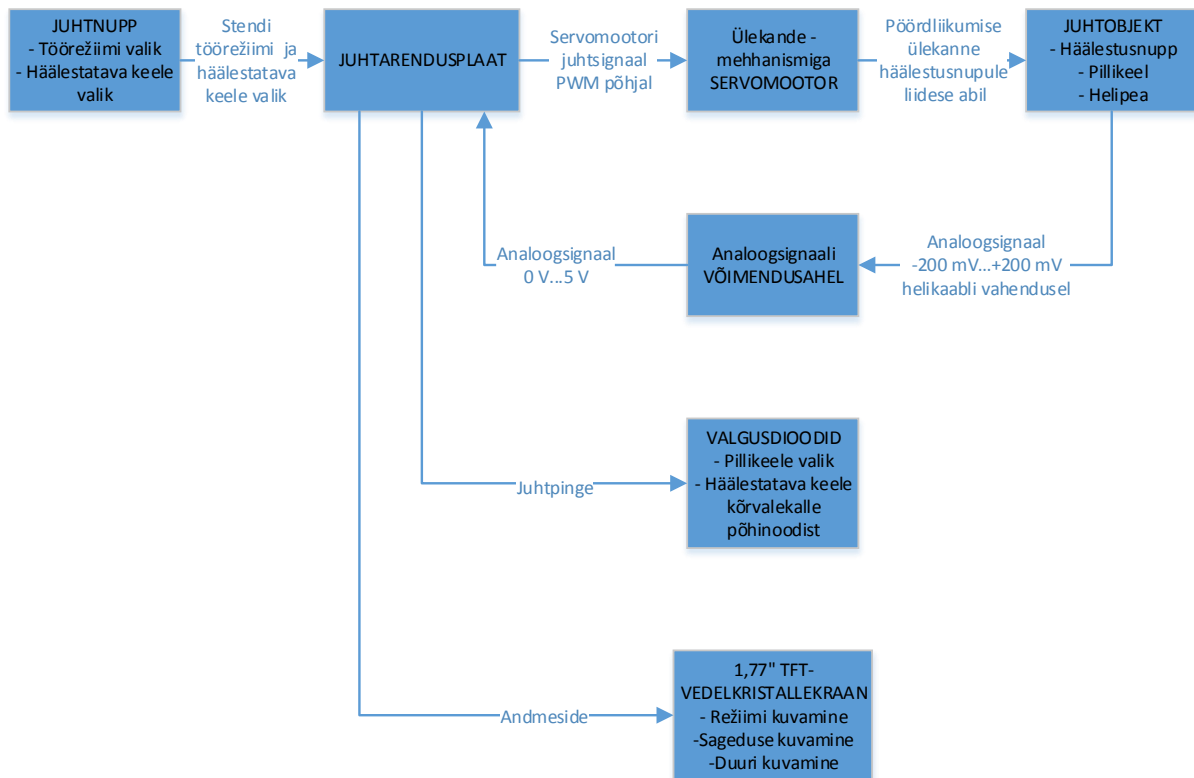 JUHTNUPP
- Töörežiimi valik
- Häälestatava keele
valik
Stendi
töörežiimi ja
häälestatava
keele valik
JUHTARENDUSPLAAT
Servomootori
juhtsignaal
PWM põhjal
Ülekande -
mehhanismiga
SERVOMOOTOR
Pöördliikumise
ülekanne
häälestusnupule
liidese abil
JUHTOBJEKT
- Häälestusnupp
- Pillikeel
- Helipea
Analoogsignaal
0 V...5 V
Analoogsignaali
VÕIMENDUSAHEL
Analoogsignaal
-200 mV...+200 mV
helikaabli vahendusel
Juhtpinge
VALGUSDIOODID
- Pillikeele valik
- Häälestatava keele
kõrvalekalle
põhinoodist
Andmeside
1,77" TFT-
VEDELKRISTALLEKRAAN
- Režiimi kuvamine
-Sageduse kuvamine
-Duuri kuvamine